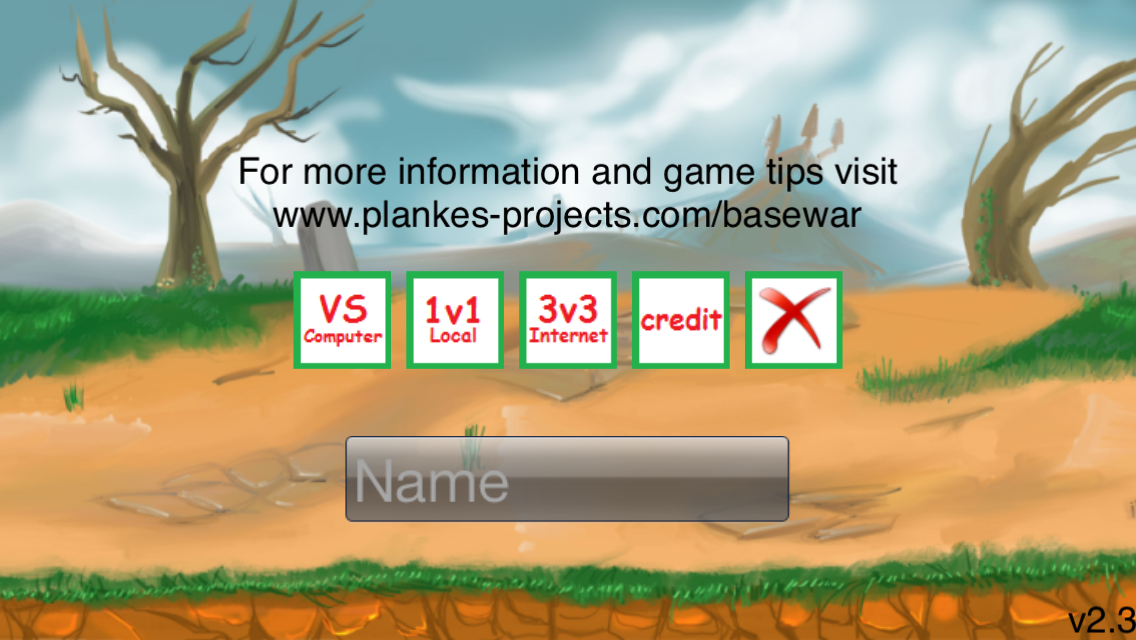 For more information and game tips visit
www.plankes-projects.com/basewar
VS
Computer
1v1
Local
3v3
Internet
credit
Name
v2.3